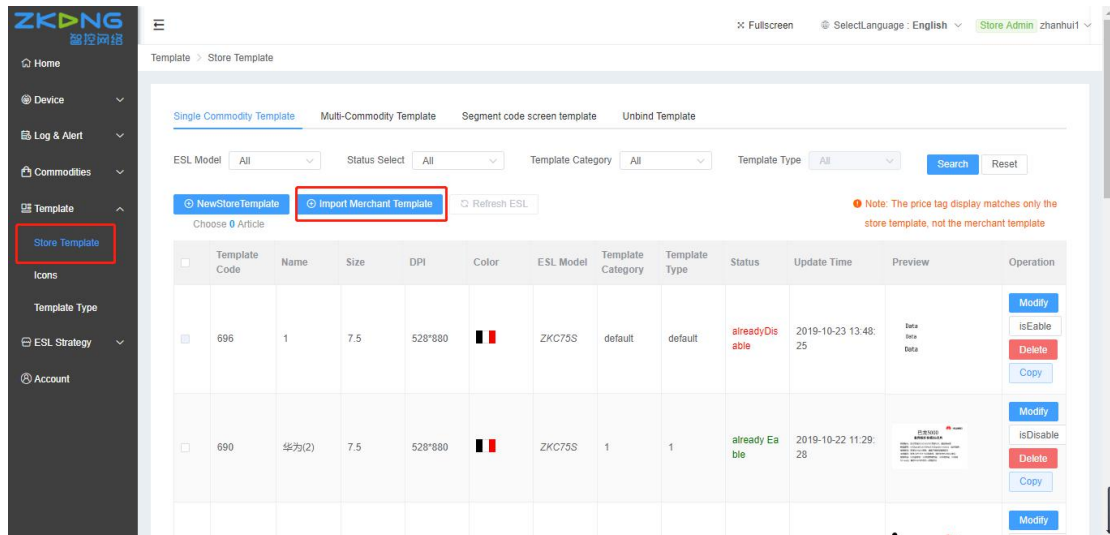 ZKDNG
智控网络
Fullscreen
SelectLanguage : English
Store Admin zhanhui1
Home
Device
Log & Alert
Commodities
Template
Store Template
Icons
Template Type
ESL Strategy
Account
Template > Store Template
Single Commodity Template
Multi-Commodity Template
Segment code screen template
Unbind Template
ESL Model All
Status Select All
Template Category All
Template Type All
Search
Reset
NewStoreTemplate
Import Merchant Template
Refresh ESL
Choose 0 Article
Note: The price tag display matches only the
store template, not the merchant template
Template Code
Name
Size
DPI
Color
ESL Model
Template Category
Template Type
Status
Update Time
Preview
Operation
696
1
7.5
528*880
ZKC75S
default
default
alreadyDis
able
2019-10-23 13:48:
25
Data
Data
Data
Modify
isEable
Delete
Copy
690
华为(2)
7.5
528*880
ZKC75S
1
1
already Ea
ble
2019-10-22 11:29:
28
Modify
isDisable
Delete
Copy
Modify